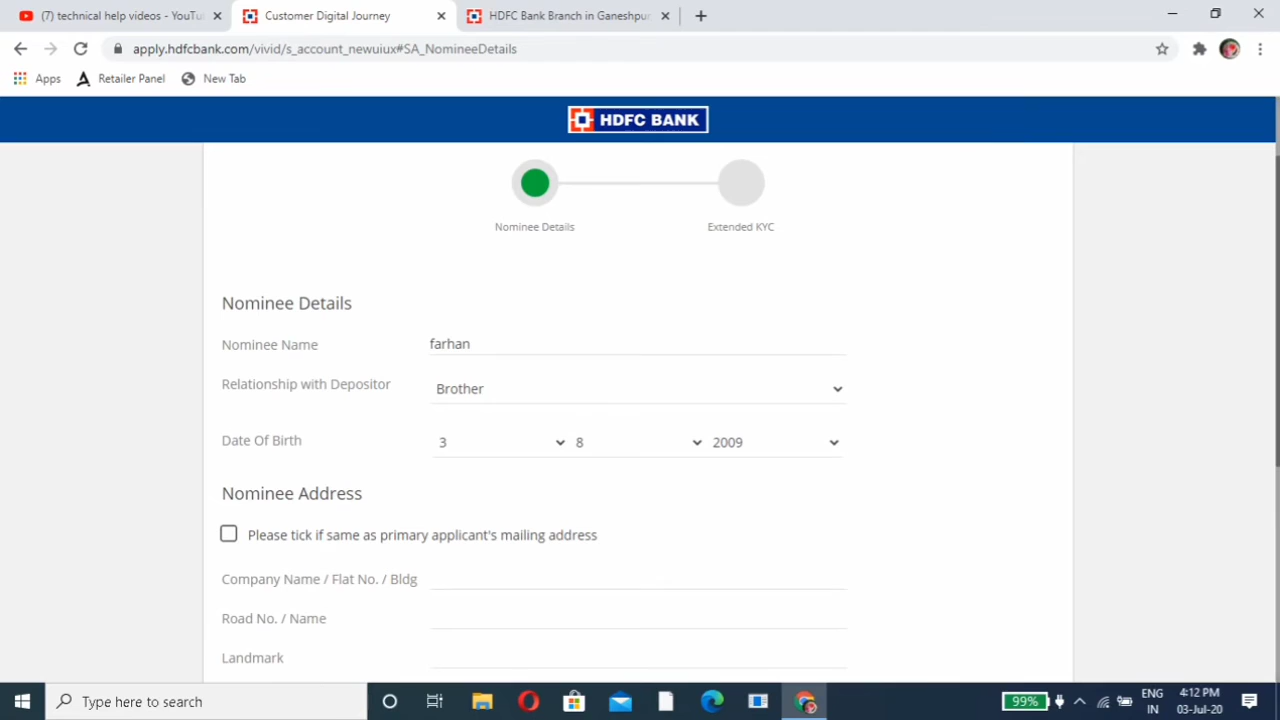 (7) technical help videos - YouTu
Customer Digital Journey
HDFC Bank Branch in Ganeshpur
apply.hdfcbank.com/vivid/s_account_newuiux#SA_NomineeDetails
Apps
Retailer Panel
New Tab
HDFC BANK
Nominee Details
Extended KYC
Nominee Details
Nominee Name
farhan
Relationship with Depositor
Brother
Date Of Birth
3
8
2009
Nominee Address
Please tick if same as primary applicant's mailing address
Company Name / Flat No. / Bldg
Road No. / Name
Landmark
Type here to search
99%
ENG
IN
4:12 PM
03-Jul-20